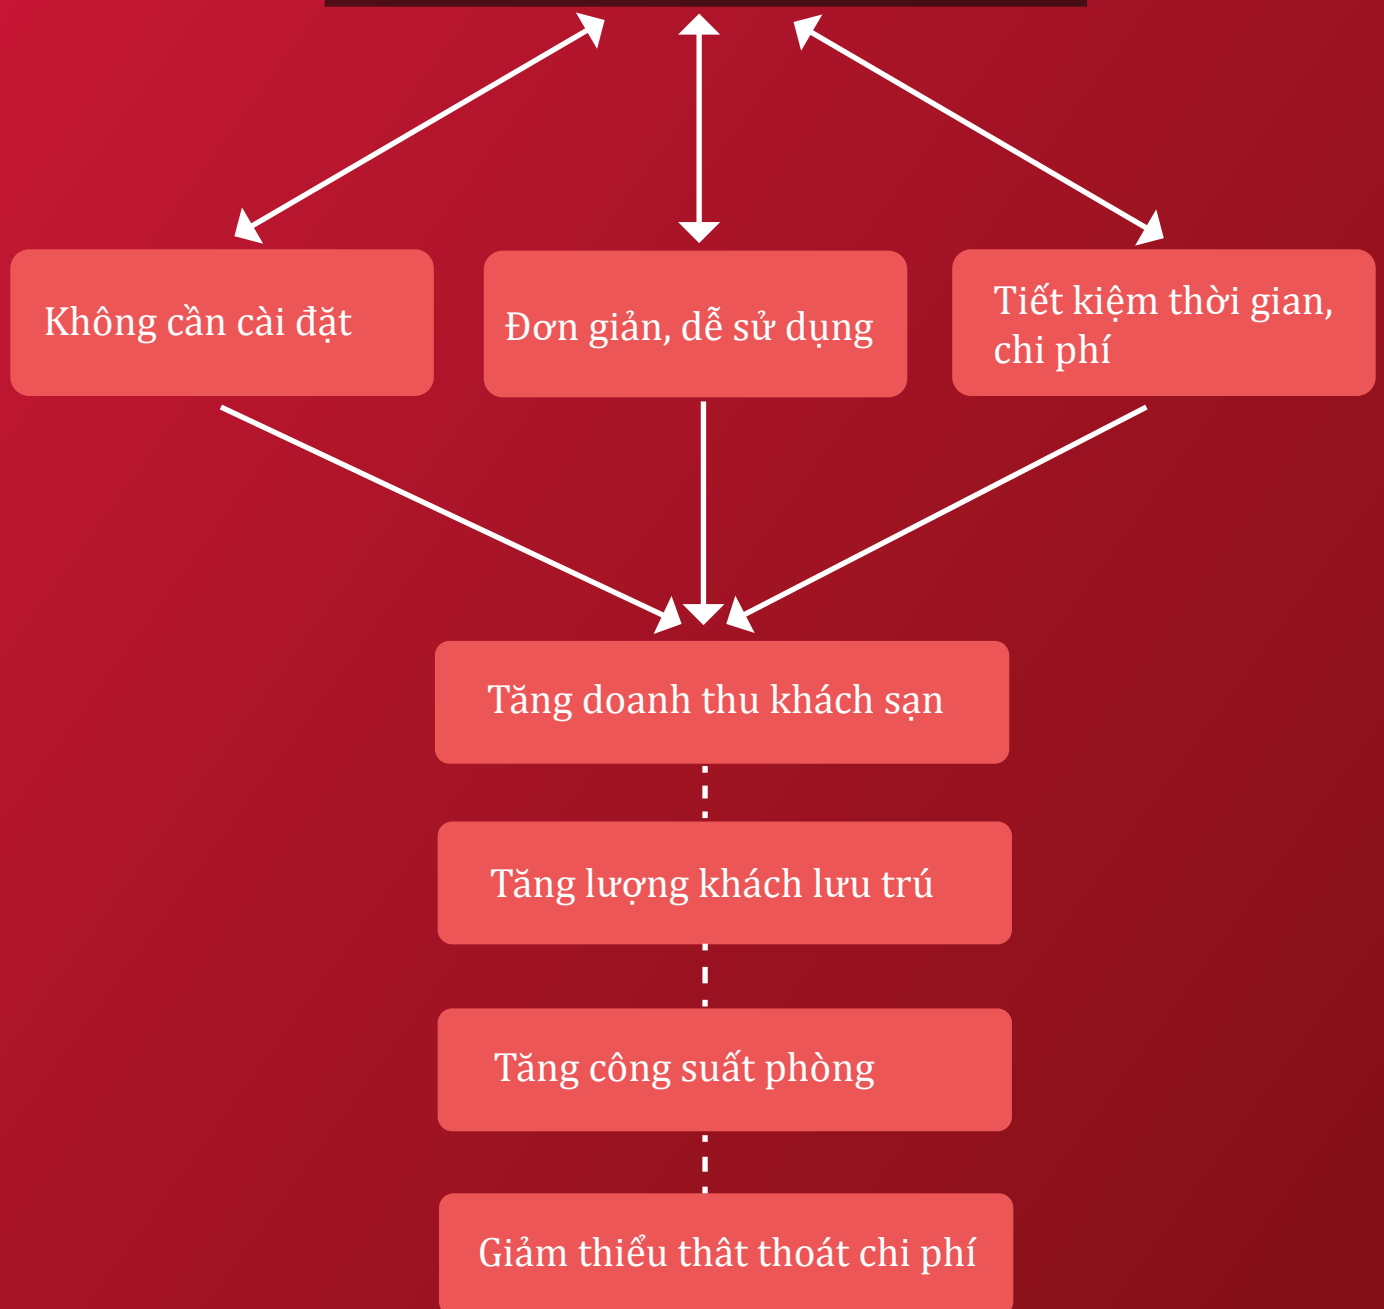 Không cần cài đặt
Đơn giản, dễ sử dụng
Tiết kiệm thời gian,
chi phí
Tăng doanh thu khách sạn
Tăng lượng khách lưu trú
Tăng công suất phòng
Giảm thiểu thât thoát chi phí